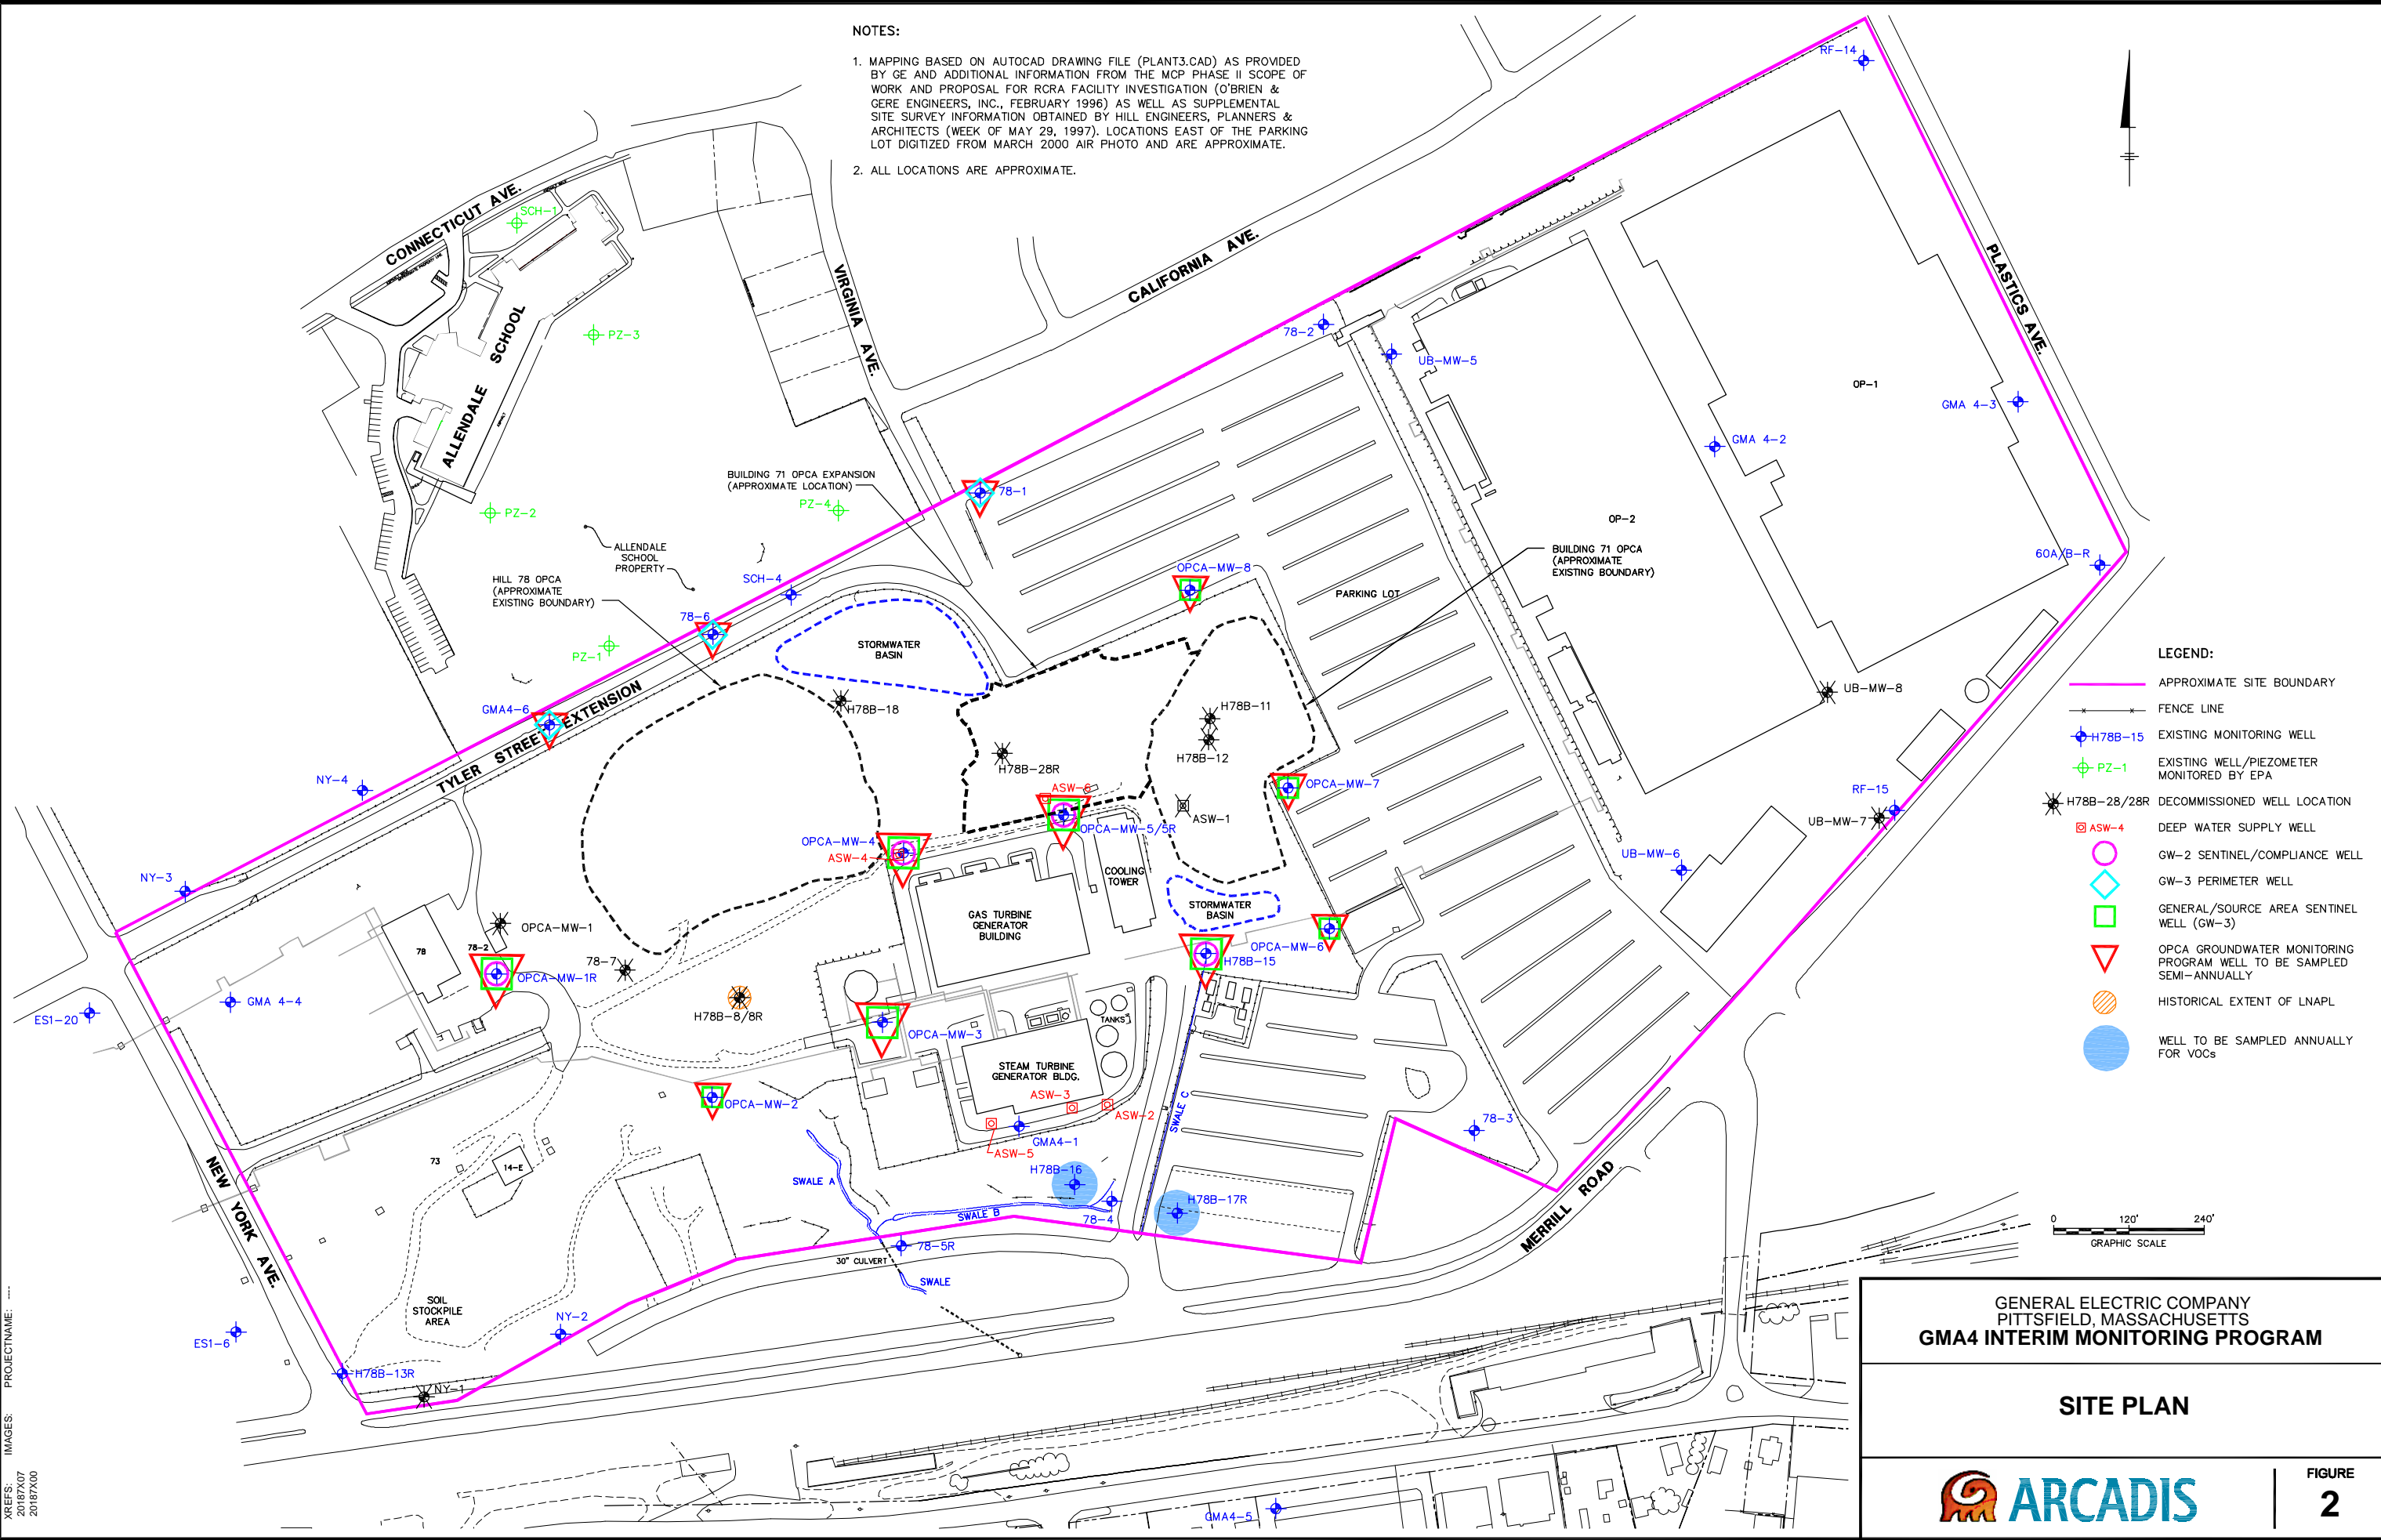 NOTES:
1. MAPPING BASED ON AUTOCAD DRAWING FILE (PLANT3.CAD) AS PROVIDED
BY GE AND ADDITIONAL INFORMATION FROM THE MCP PHASE II SCOPE OF
WORK AND PROPOSAL FOR RCRA FACILITY INVESTIGATION (O'BRIEN &
GERE ENGINEERS, INC., FEBRUARY 1996) AS WELL AS SUPPLEMENTAL
SITE SURVEY INFORMATION OBTAINED BY HILL ENGINEERS, PLANNERS &
ARCHITECTS (WEEK OF MAY 29, 1997). LOCATIONS EAST OF THE PARKING
LOT DIGITIZED FROM MARCH 2000 AIR PHOTO AND ARE APPROXIMATE.
2. ALL LOCATIONS ARE APPROXIMATE.
RF-14
CONNECTICUT AVE.
SCH-1
PZ-3
ALLENDALE SCHOOL
VIRGINIA AVE.
CALIFORNIA AVE.
PLASTICS AVE.
78-2
UB-MW-5
OP-1
GMA 4-3
GMA 4-2
BUILDING 71 OPCA EXPANSION
(APPROXIMATE LOCATION)
78-1
PZ-4
PZ-2
OP-2
ALLENDALE
SCHOOL
PROPERTY
BUILDING 71 OPCA
(APPROXIMATE
EXISTING BOUNDARY)
60A/B-R
OPCA-MW-8
SCH-4
HILL 78 OPCA
(APPROXIMATE
EXISTING BOUNDARY)
PARKING LOT
78-6
PZ-1
STORMWATER
BASIN
GMA4-6
TYLER STREET EXTENSION
H78B-18
H78B-11
H78B-12
H78B-28R
UB-MW-8
NY-4
ASW-6
OPCA-MW-7
RF-15
UB-MW-7
ASW-1
OPCA-MW-5/5R
OPCA-MW-4
ASW-4
UB-MW-6
COOLING
TOWER
NY-3
STORMWATER
BASIN
GAS TURBINE
GENERATOR
BUILDING
OPCA-MW-1
78
78-2
OPCA-MW-6
H78B-15
78-7
OPCA-MW-1R
GMA 4-4
ES1-20
H78B-8/8R
OPCA-MW-3
TANKS
STEAM TURBINE
GENERATOR BLDG.
ASW-3
ASW-2
OPCA-MW-2
SWALE C
78-3
GMA4-1
ASW-5
73
14-E
H78B-16
SWALE A
H78B-17R
SWALE B
78-4
NEW YORK AVE.
MERRILL ROAD
78-5R
30" CULVERT
SWALE
SOIL
STOCKPILE
AREA
NY-2
ES1-6
H78B-13R
NY-1
GMA4-5
LEGEND:
APPROXIMATE SITE BOUNDARY
FENCE LINE
H78B-15 EXISTING MONITORING WELL
PZ-1 EXISTING WELL/PIEZOMETER
MONITORED BY EPA
H78B-28/28R DECOMMISSIONED WELL LOCATION
ASW-4 DEEP WATER SUPPLY WELL
GW-2 SENTINEL/COMPLIANCE WELL
GW-3 PERIMETER WELL
GENERAL/SOURCE AREA SENTINEL
WELL (GW-3)
OPCA GROUNDWATER MONITORING
PROGRAM WELL TO BE SAMPLED
SEMI-ANNUALLY
HISTORICAL EXTENT OF LNAPL
WELL TO BE SAMPLED ANNUALLY
FOR VOCs
0 120' 240'
GRAPHIC SCALE
GENERAL ELECTRIC COMPANY
PITTSFIELD, MASSACHUSETTS
GMA4 INTERIM MONITORING PROGRAM
SITE PLAN
ARCADIS
FIGURE
2
XREFS: IMAGES: PROJECTNAME: ----
20187X07
20187X00